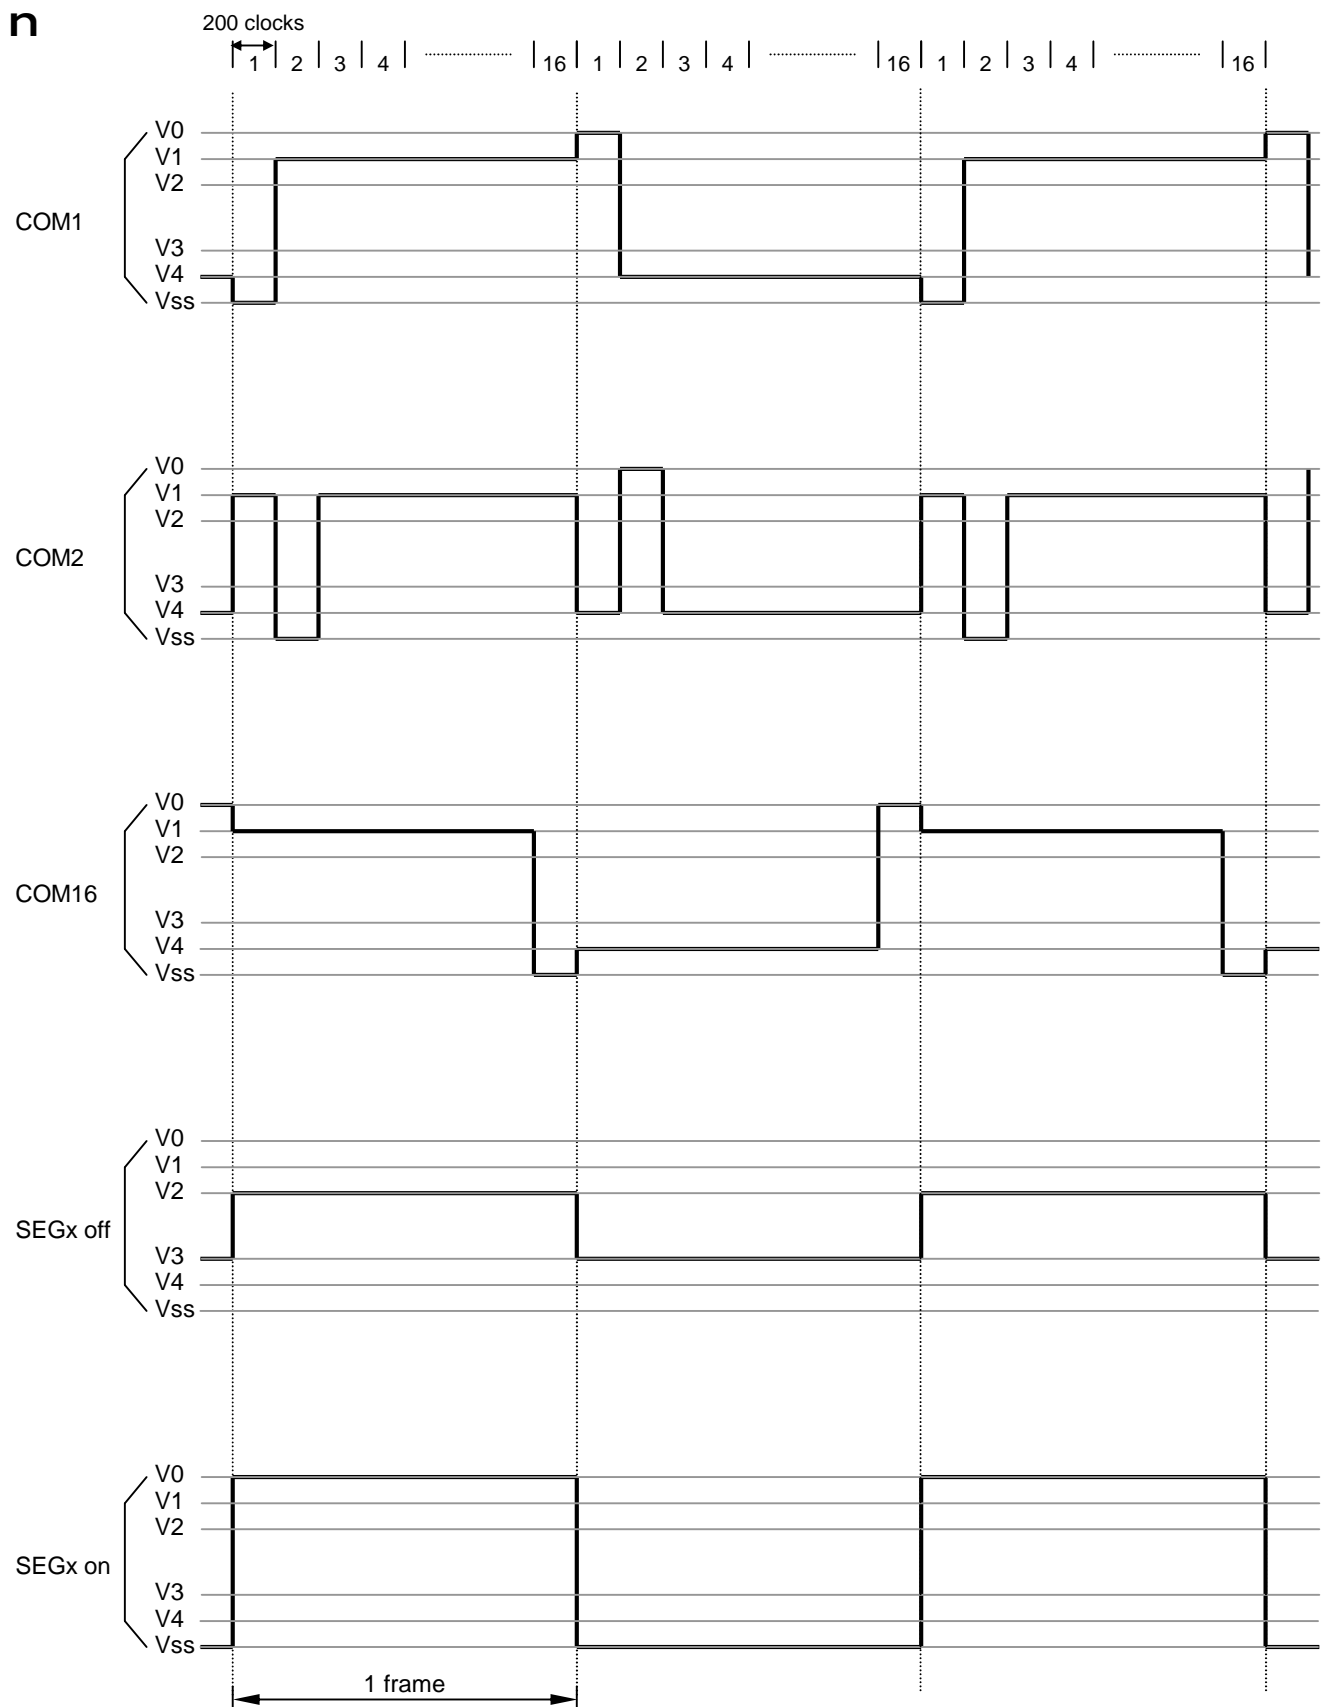 n
200 clocks
1 2 3 4 16 1 2 3 4 16 1 2 3 4 16
V0
V1
V2
COM1
V3
V4
Vss
V0
V1
V2
COM2
V3
V4
Vss
V0
V1
V2
COM16
V3
V4
Vss
V0
V1
V2
SEGx off
V3
V4
Vss
V0
V1
V2
SEGx on
V3
V4
Vss
1 frame